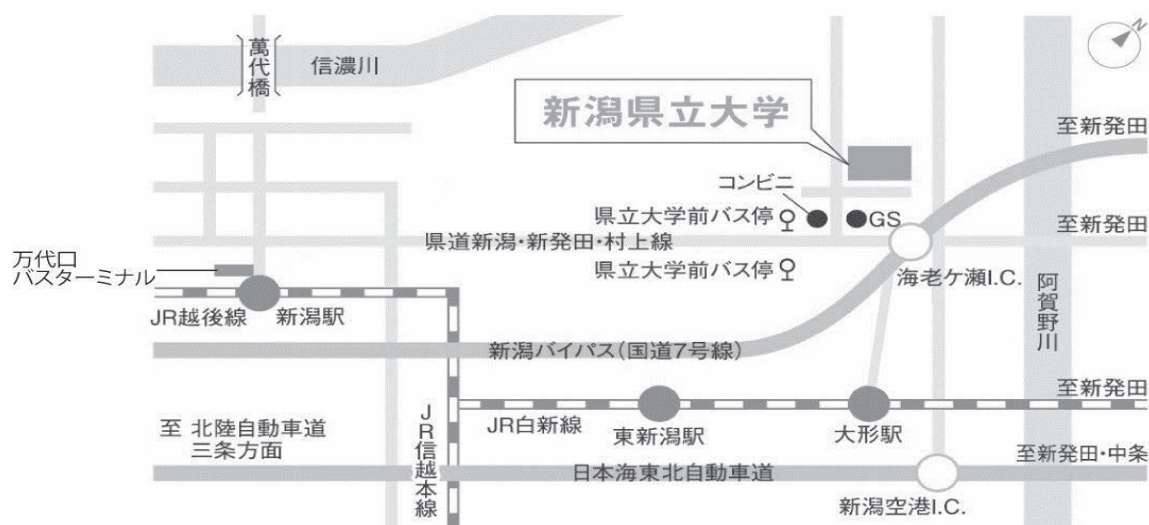 N
萬代橋
信濃川
新潟県立大学
至新発田
コンビニ
県立大学前バス停
GS
県道新潟・新発田・村上線
至新発田
万代口
バスターミナル
県立大学前バス停
海老ケ瀬I.C.
阿賀野川
JR越後線
新潟駅
新潟バイパス(国道7号線)
至新発田
JR白新線
東新潟駅
大形駅
至 北陸自動車道
三条方面
JR信越本線
日本海東北自動車道
至新発田・中条
新潟空港I.C.